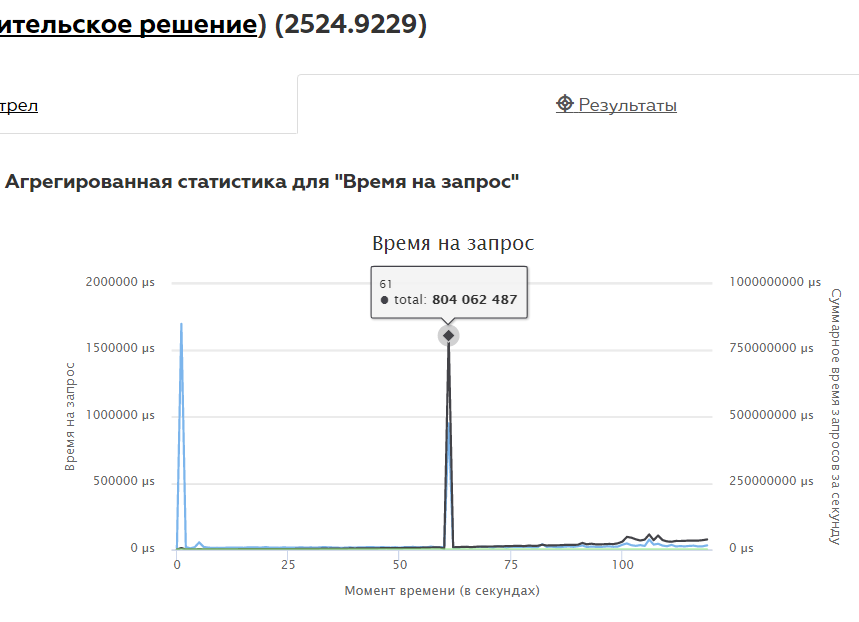 ительское решение) (2524.9229)
трел
Результаты
Агрегированная статистика для "Время на запрос"
Время на запрос
61
total: 804 062 487
2000000 µs
1500000 µs
1000000 µs
500000 µs
0 µs
Время на запрос
1000000000 µs
750000000 µs
500000000 µs
250000000 µs
0 µs
Суммарное время запросов за секунду
0
25
50
75
100
Момент времени (в секундах)